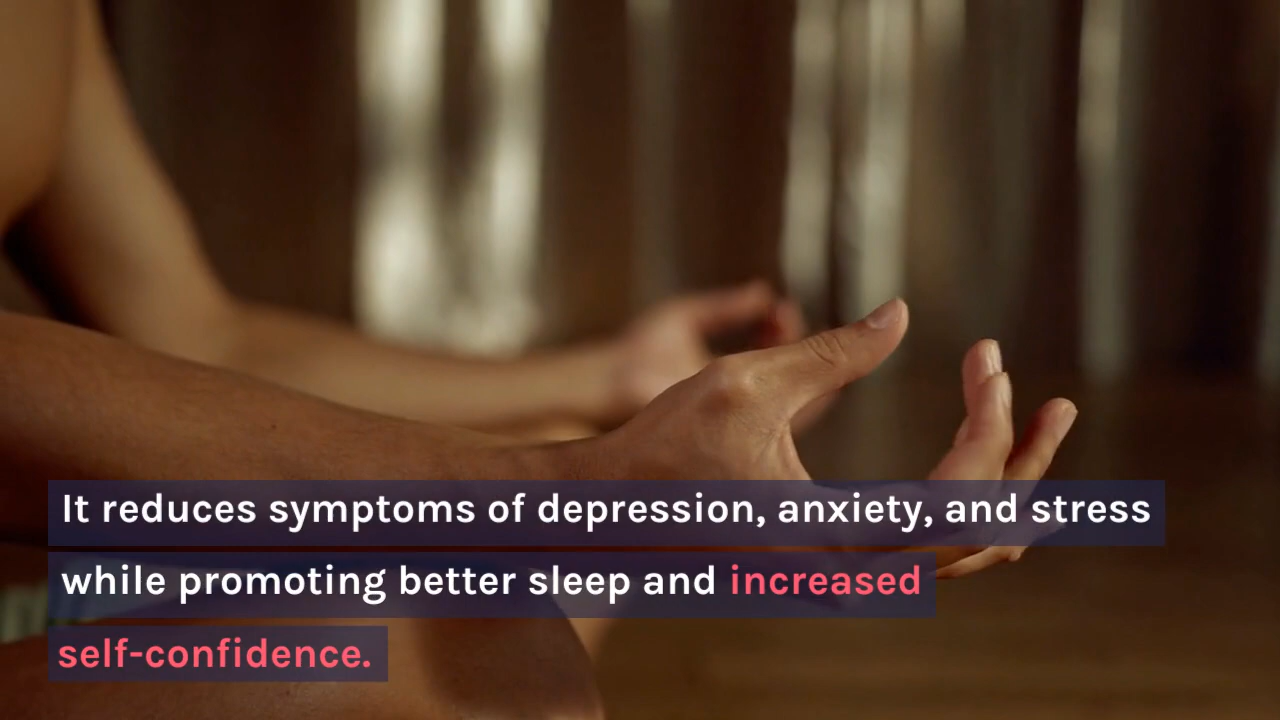 It reduces symptoms of depression, anxiety, and stress
while promoting better sleep and increased
self-confidence.